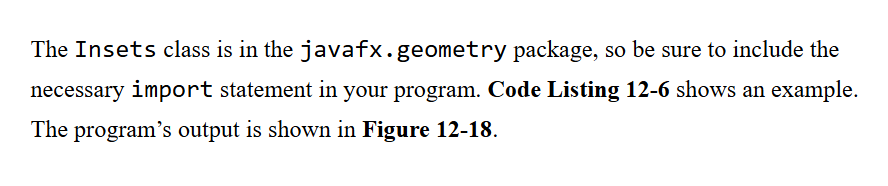 The Insets class is in the javafx.geometry package, so be sure to include the
necessary import statement in your program. Code Listing 12-6 shows an example.
The program’s output is shown in Figure 12-18.